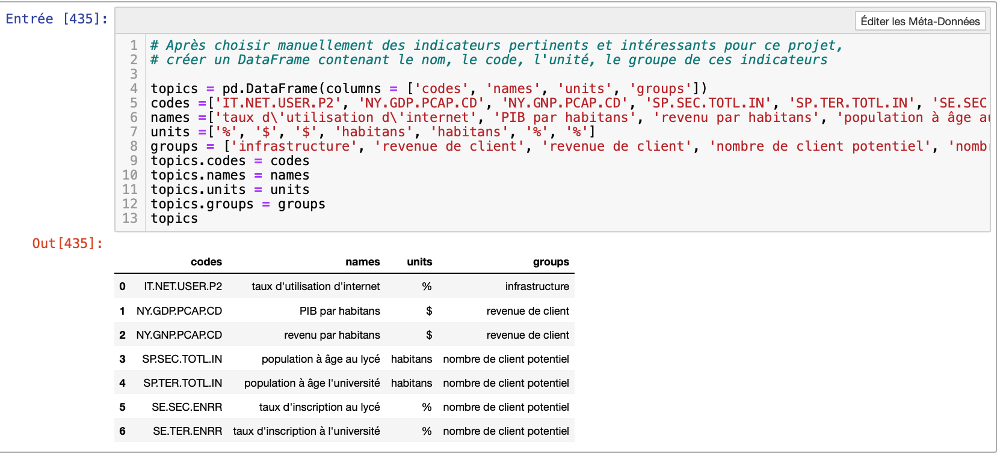 Entrée [435]:
Éditer les Méta-Données
1 # Après choisir manuellement des indicateurs pertinents et intéressants pour ce projet,
2 # créer un DataFrame contenant le nom, le code, l'unité, le groupe de ces indicateurs
3
4 topics = pd.DataFrame(columns = ['codes', 'names', 'units', 'groups'])
5 codes =['IT.NET.USER.P2', 'NY.GDP.PCAP.CD', 'NY.GNP.PCAP.CD', 'SP.SEC.TOTL.IN', 'SP.TER.TOTL.IN', 'SE.SEC
6 names =['taux d\'utilisation d\'internet', 'PIB par habitans', 'revenu par habitans', 'population à âge au
7 units =['%', '$', '$', 'habitans', 'habitans', '%', '%']
8 groups = ['infrastructure', 'revenue de client', 'revenue de client', 'nombre de client potentiel', 'nomb
9 topics.codes = codes
10 topics.names = names
11 topics.units = units
12 topics.groups = groups
13 topics
Out[435]:
codes names units groups
0 IT.NET.USER.P2 taux d'utilisation d'internet % infrastructure
1 NY.GDP.PCAP.CD PIB par habitans $ revenue de client
2 NY.GNP.PCAP.CD revenu par habitans $ revenue de client
3 SP.SEC.TOTL.IN population à âge au lycé habitans nombre de client potentiel
4 SP.TER.TOTL.IN population à âge l'université habitans nombre de client potentiel
5 SE.SEC.ENRR taux d'inscription au lycé % nombre de client potentiel
6 SE.TER.ENRR taux d'inscription à l'université % nombre de client potentiel